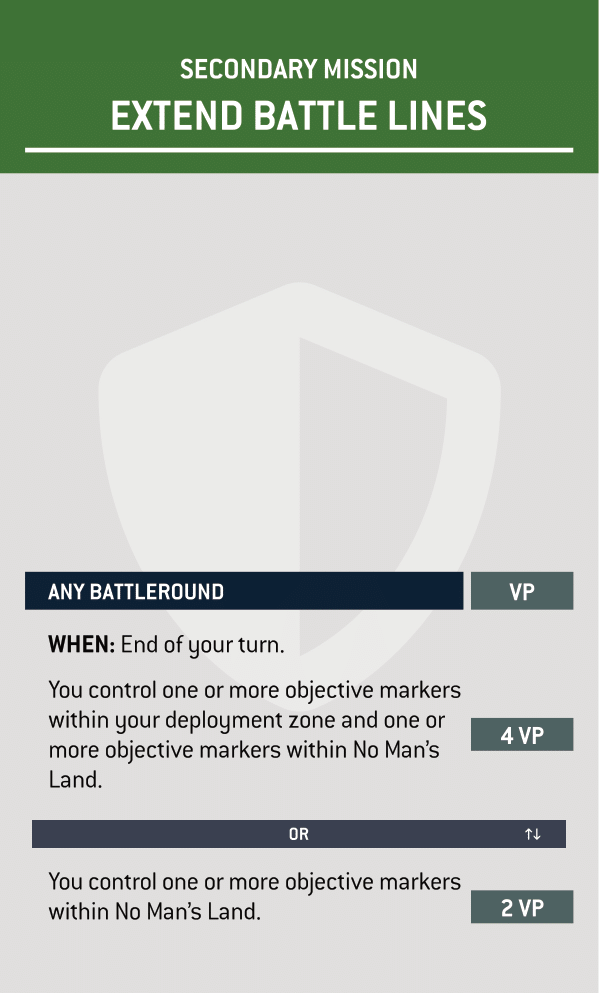 SECONDARY MISSION
EXTEND BATTLE LINES
ANY BATTLEROUND
VP
WHEN: End of your turn.
You control one or more objective markers
within your deployment zone and one or
more objective markers within No Man's
Land.
4 VP
OR ↑↓
You control one or more objective markers
within No Man's Land.
2 VP